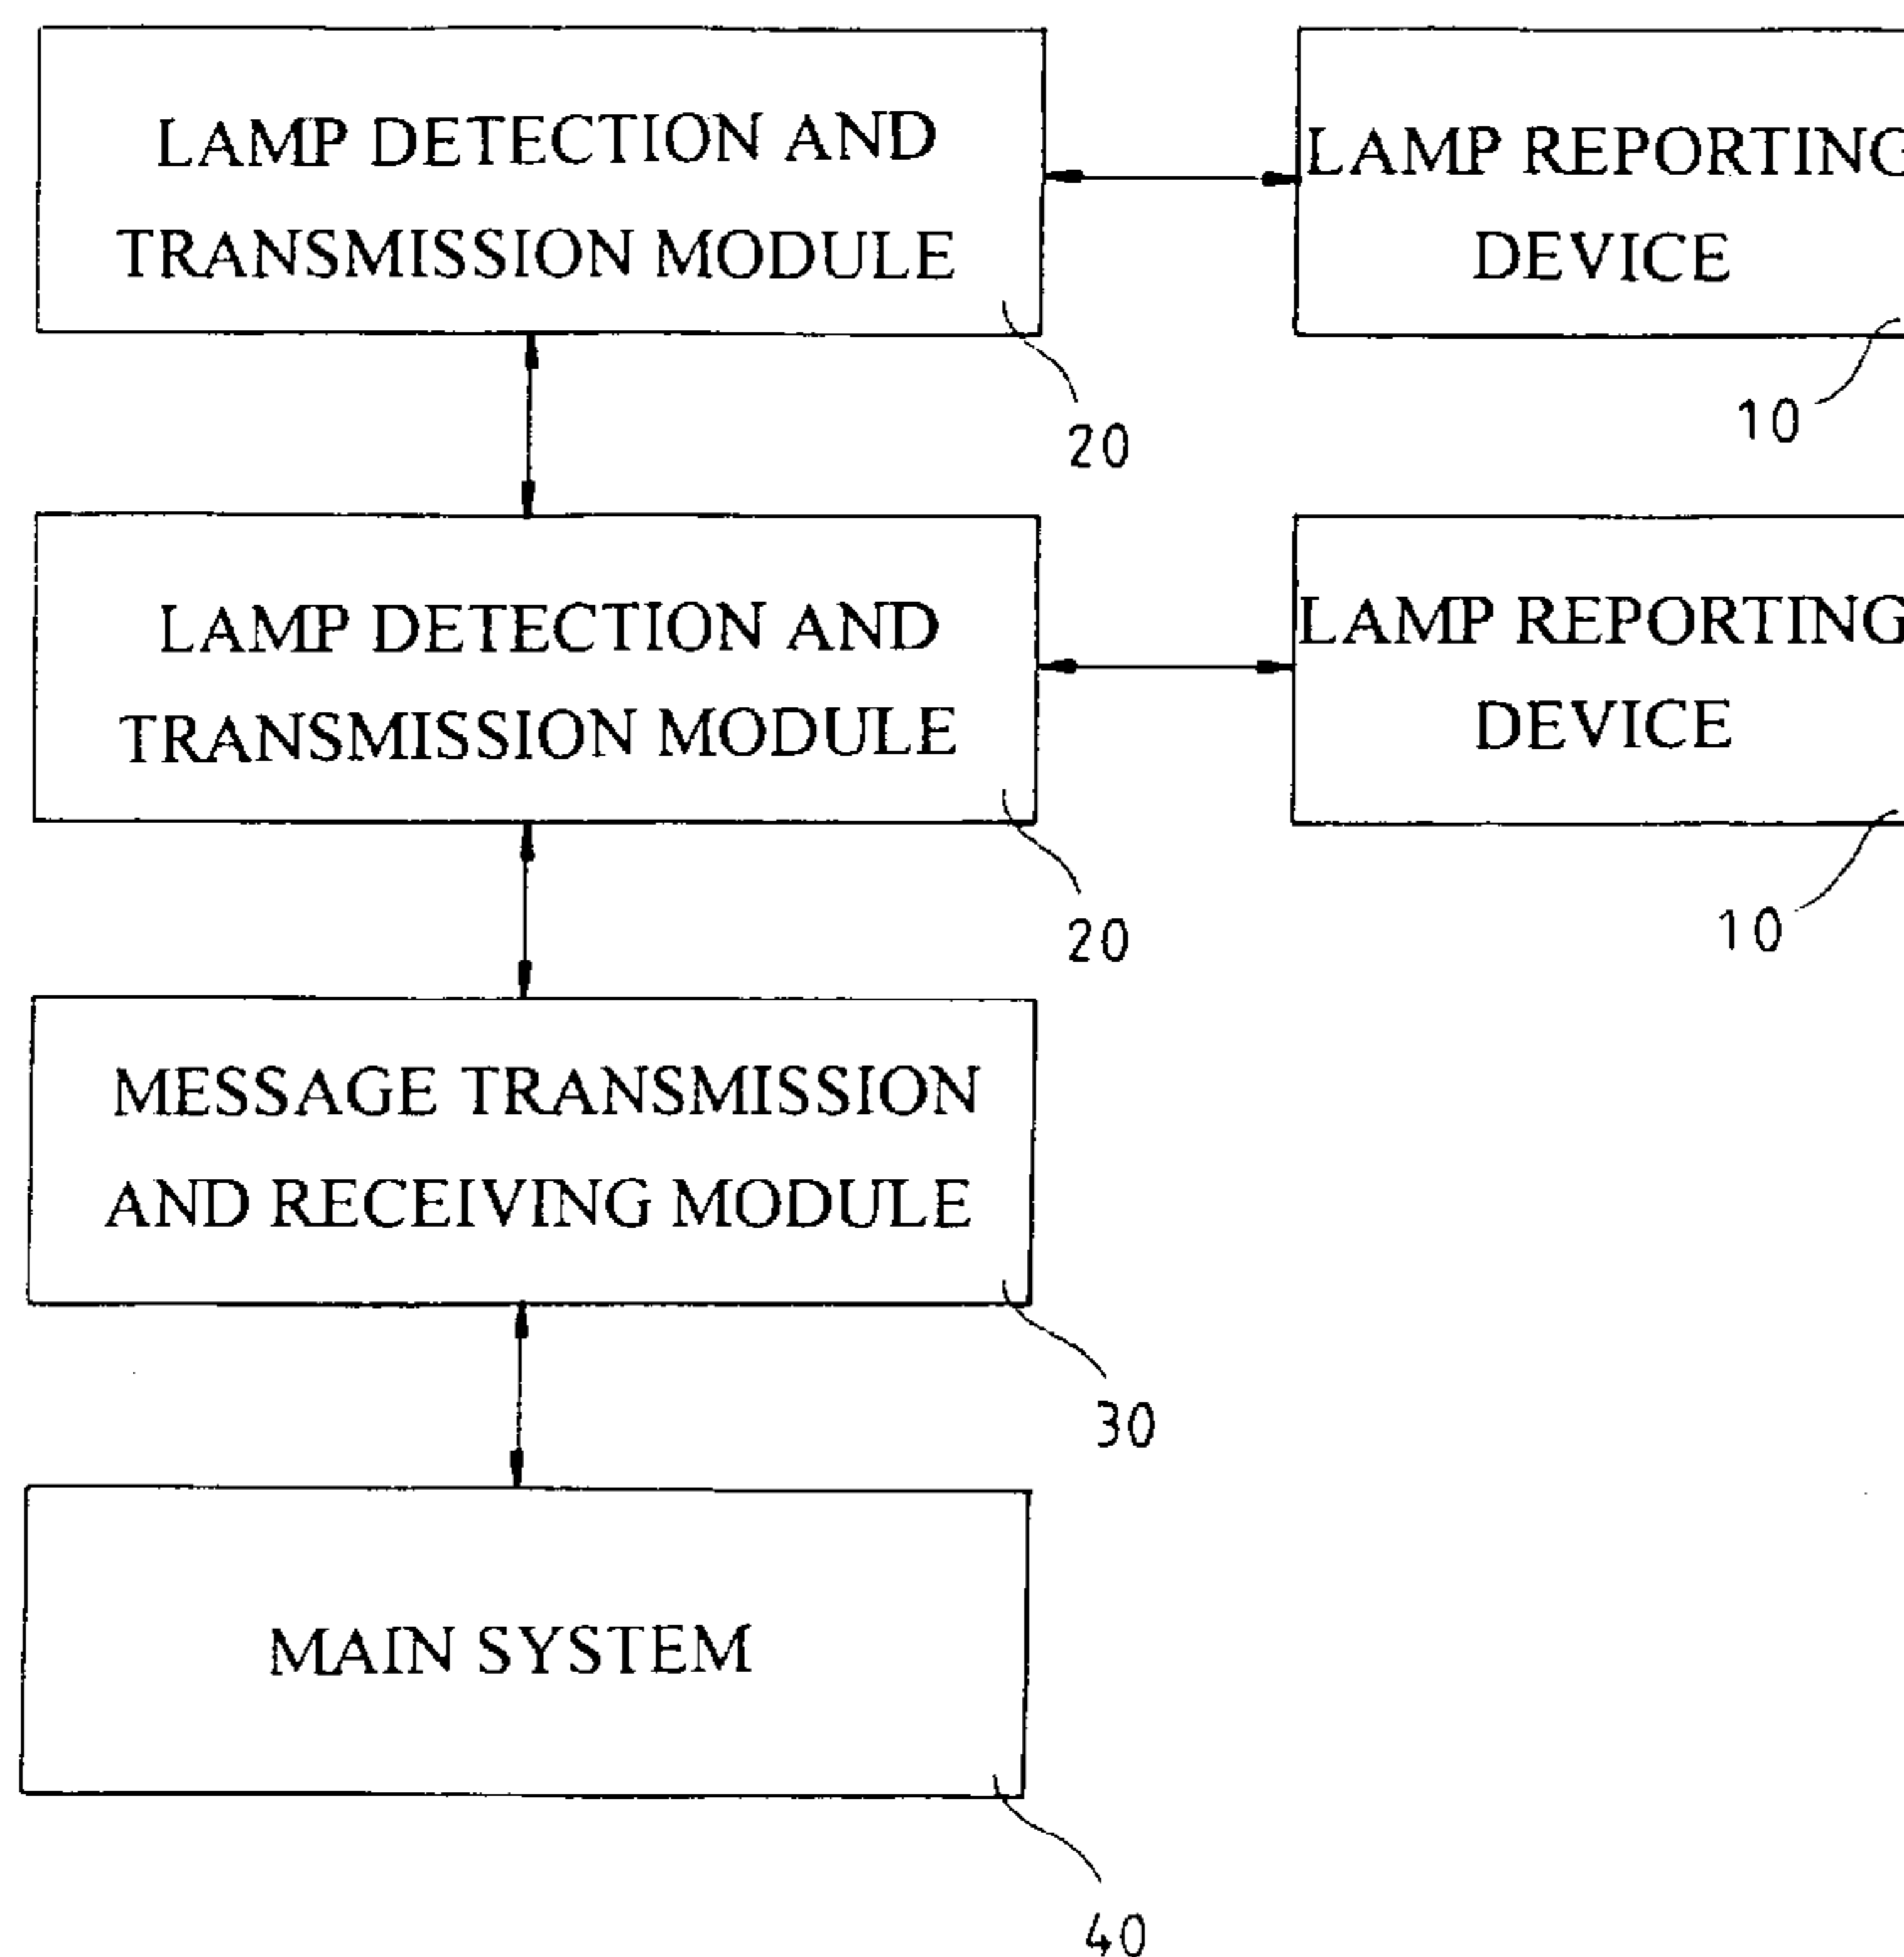 LAMP DETECTION AND
TRANSMISSION MODULE
20
LAMP REPORTING
DEVICE
10
LAMP DETECTION AND
TRANSMISSION MODULE
20
LAMP REPORTING
DEVICE
10
MESSAGE TRANSMISSION
AND RECEIVING MODULE
30
MAIN SYSTEM
40